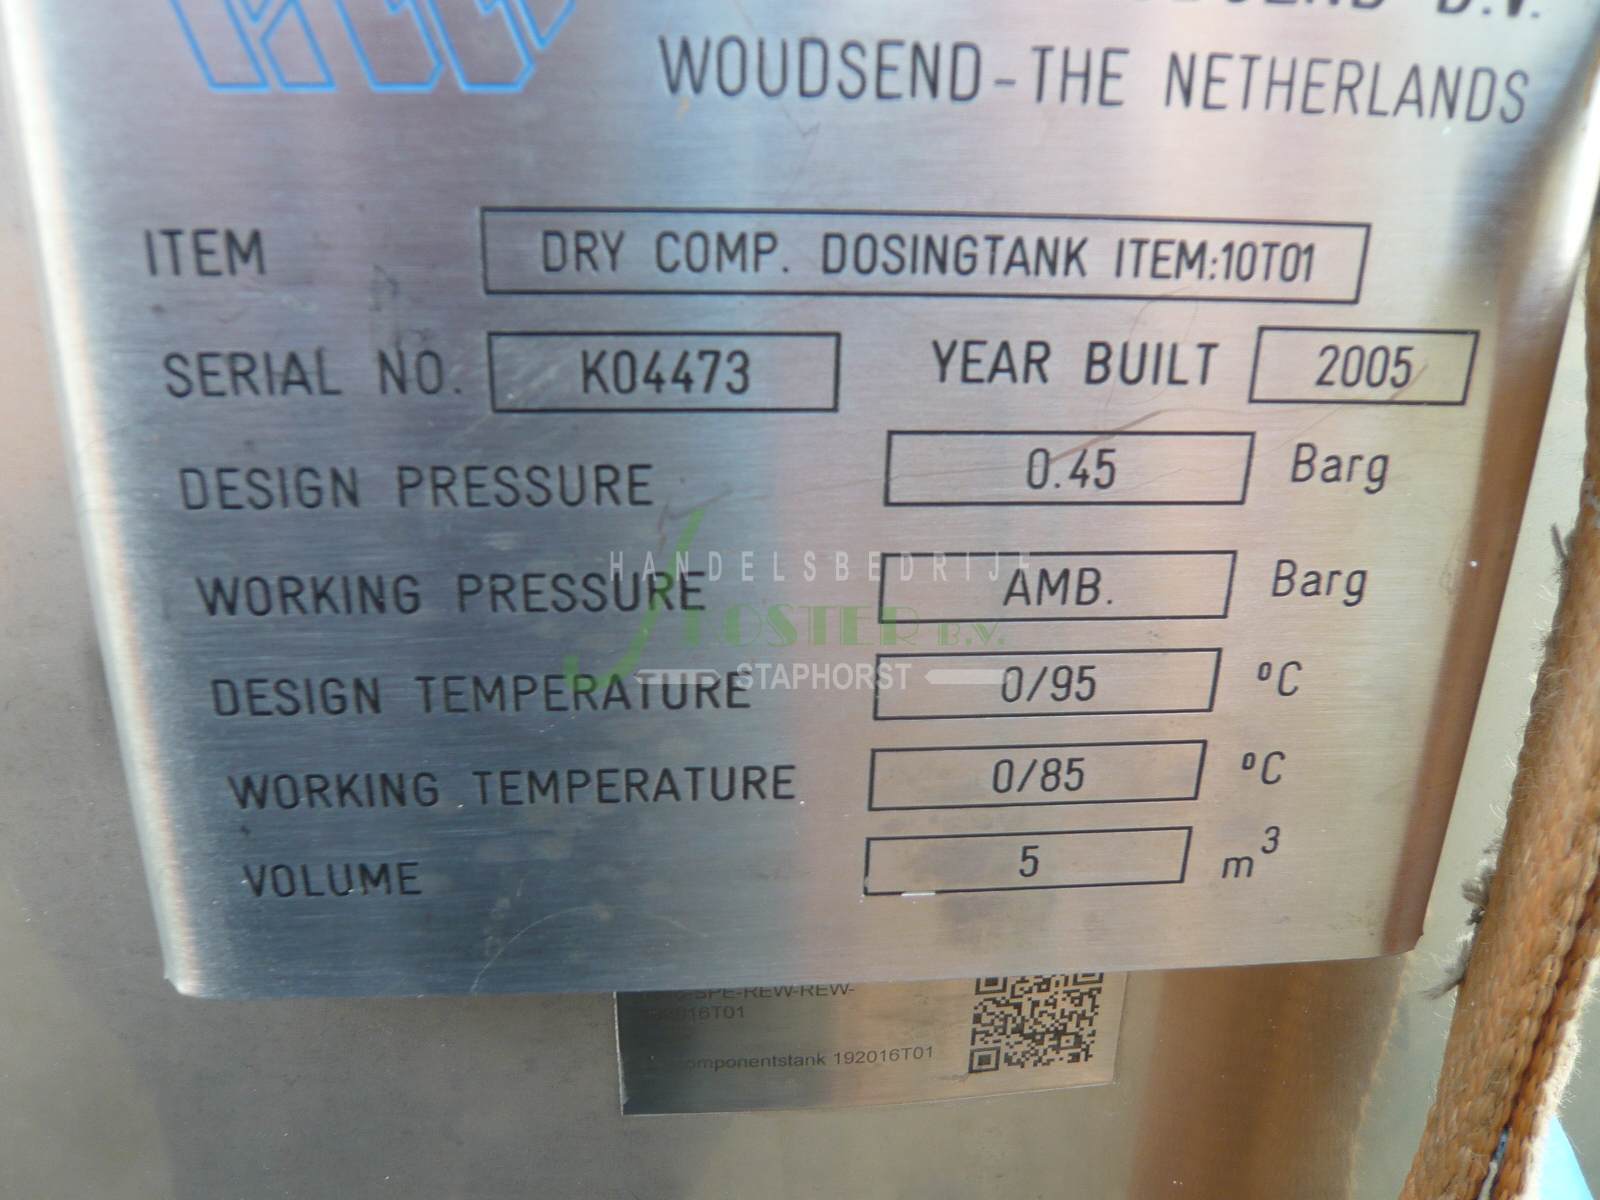 B.V.
WOUDSEND - THE NETHERLANDS
ITEM DRY COMP. DOSINGTANK ITEM:10T01
SERIAL NO. K04473 YEAR BUILT 2005
DESIGN PRESSURE 0.45 Barg
HANDELSBEDRIJF
WORKING PRESSURE AMB. Barg
J KOSTER B.V.
STAPHORST
DESIGN TEMPERATURE 0/95 °C
WORKING TEMPERATURE 0/85 °C
VOLUME 5 m³
-SPE-REW-REW-
2016T01
omponentstank 192016T01